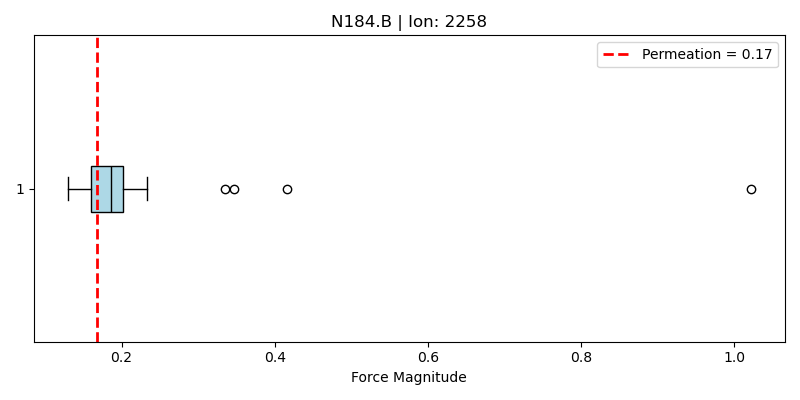 N184.B | Ion: 2258
Permeation = 0.17
1
0.2 0.4 0.6 0.8 1.0
Force Magnitude